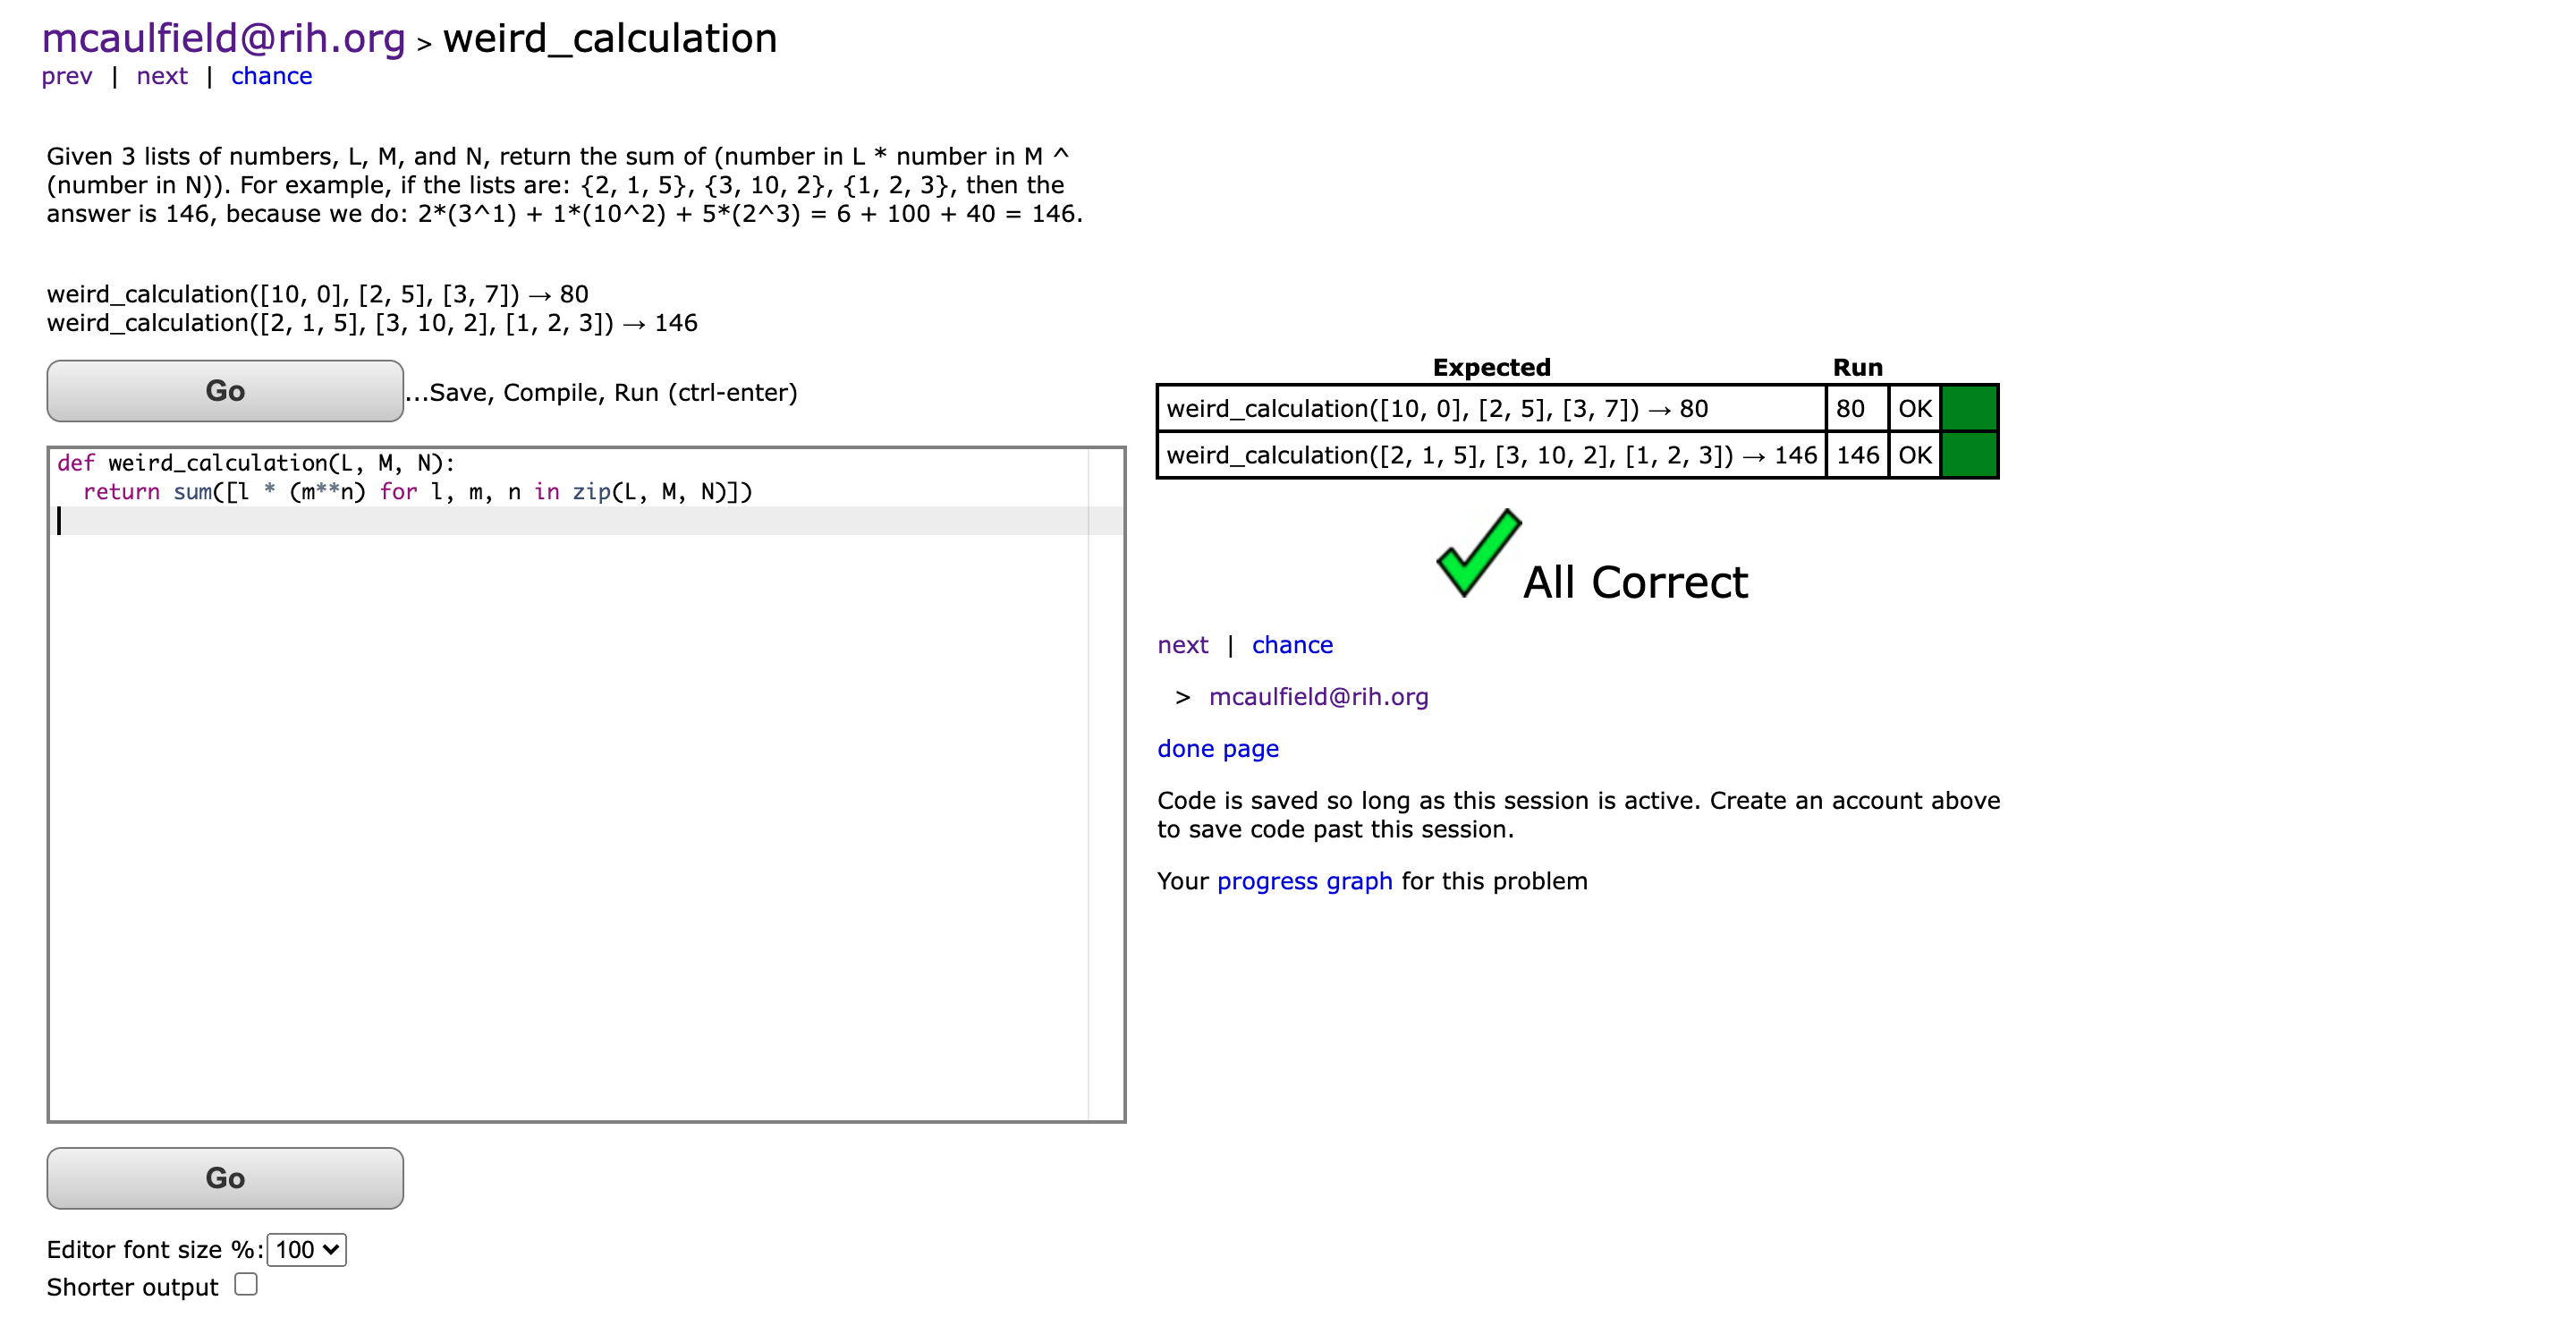 mcaulfield@rih.org > weird_calculation
prev | next | chance
Given 3 lists of numbers, L, M, and N, return the sum of (number in L * number in M ^
(number in N)). For example, if the lists are: {2, 1, 5}, {3, 10, 2}, {1, 2, 3}, then the
answer is 146, because we do: 2*(3^1) + 1*(10^2) + 5*(2^3) = 6 + 100 + 40 = 146.
weird_calculation([10, 0], [2, 5], [3, 7]) → 80
weird_calculation([2, 1, 5], [3, 10, 2], [1, 2, 3]) → 146
Go ...Save, Compile, Run (ctrl-enter)
def weird_calculation(L, M, N):
  return sum([l * (m**n) for l, m, n in zip(L, M, N)])
Go
Editor font size %: 100
Shorter output
Expected Run
weird_calculation([10, 0], [2, 5], [3, 7]) → 80 80 OK
weird_calculation([2, 1, 5], [3, 10, 2], [1, 2, 3]) → 146 146 OK
All Correct
next | chance
> mcaulfield@rih.org
done page
Code is saved so long as this session is active. Create an account above
to save code past this session.
Your progress graph for this problem